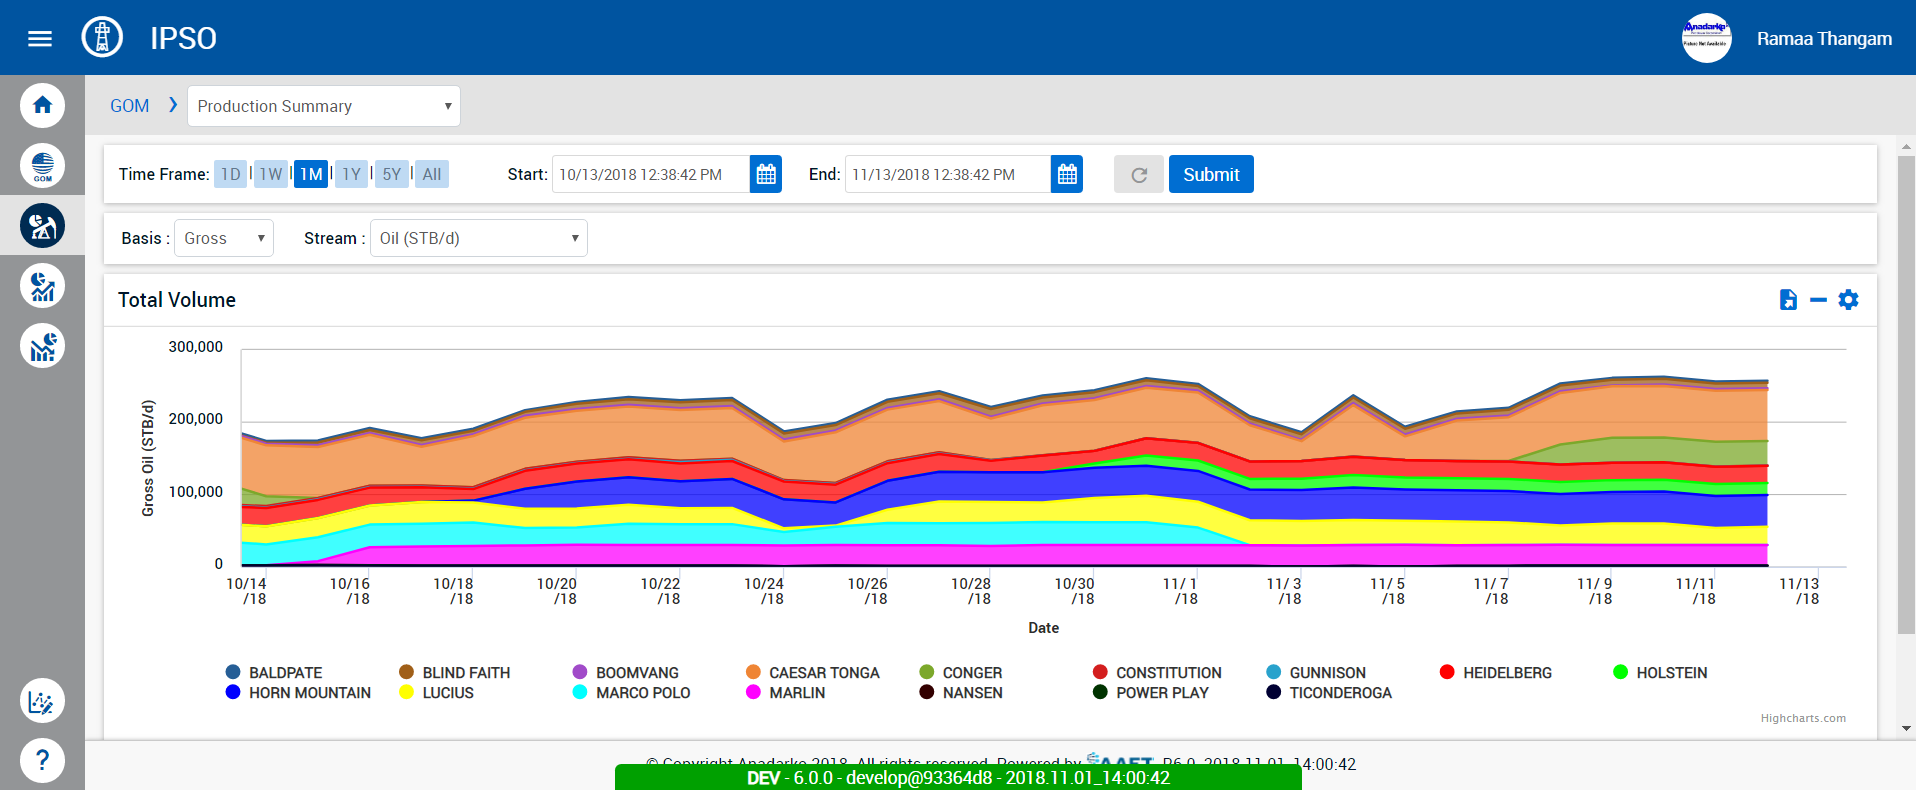 IPSO
Anadarko
Picture Not Available
Ramaa Thangam
GOM ❯ Production Summary
GOM
Time Frame: 1D | 1W | 1M | 1Y | 5Y | All Start: 10/13/2018 12:38:42 PM End: 11/13/2018 12:38:42 PM Submit
Basis : Gross Stream : Oil (STB/d)
Total Volume
Gross Oil (STB/d)
300,000
200,000
100,000
0
10/14 10/16 10/18 10/20 10/22 10/24 10/26 10/28 10/30 11/ 1 11/ 3 11/ 5 11/ 7 11/ 9 11/11 11/13
/18 /18 /18 /18 /18 /18 /18 /18 /18 /18 /18 /18 /18 /18 /18 /18
Date
BALDPATE BLIND FAITH BOOMVANG CAESAR TONGA CONGER CONSTITUTION GUNNISON HEIDELBERG HOLSTEIN
HORN MOUNTAIN LUCIUS MARCO POLO MARLIN NANSEN POWER PLAY TICONDEROGA
Highcharts.com
?
© Copyright Anadarko 2018. All rights reserved. Powered by R6.0, 2018.11.01_14:00:42
DEV - 6.0.0 - develop@93364d8 - 2018.11.01_14:00:42